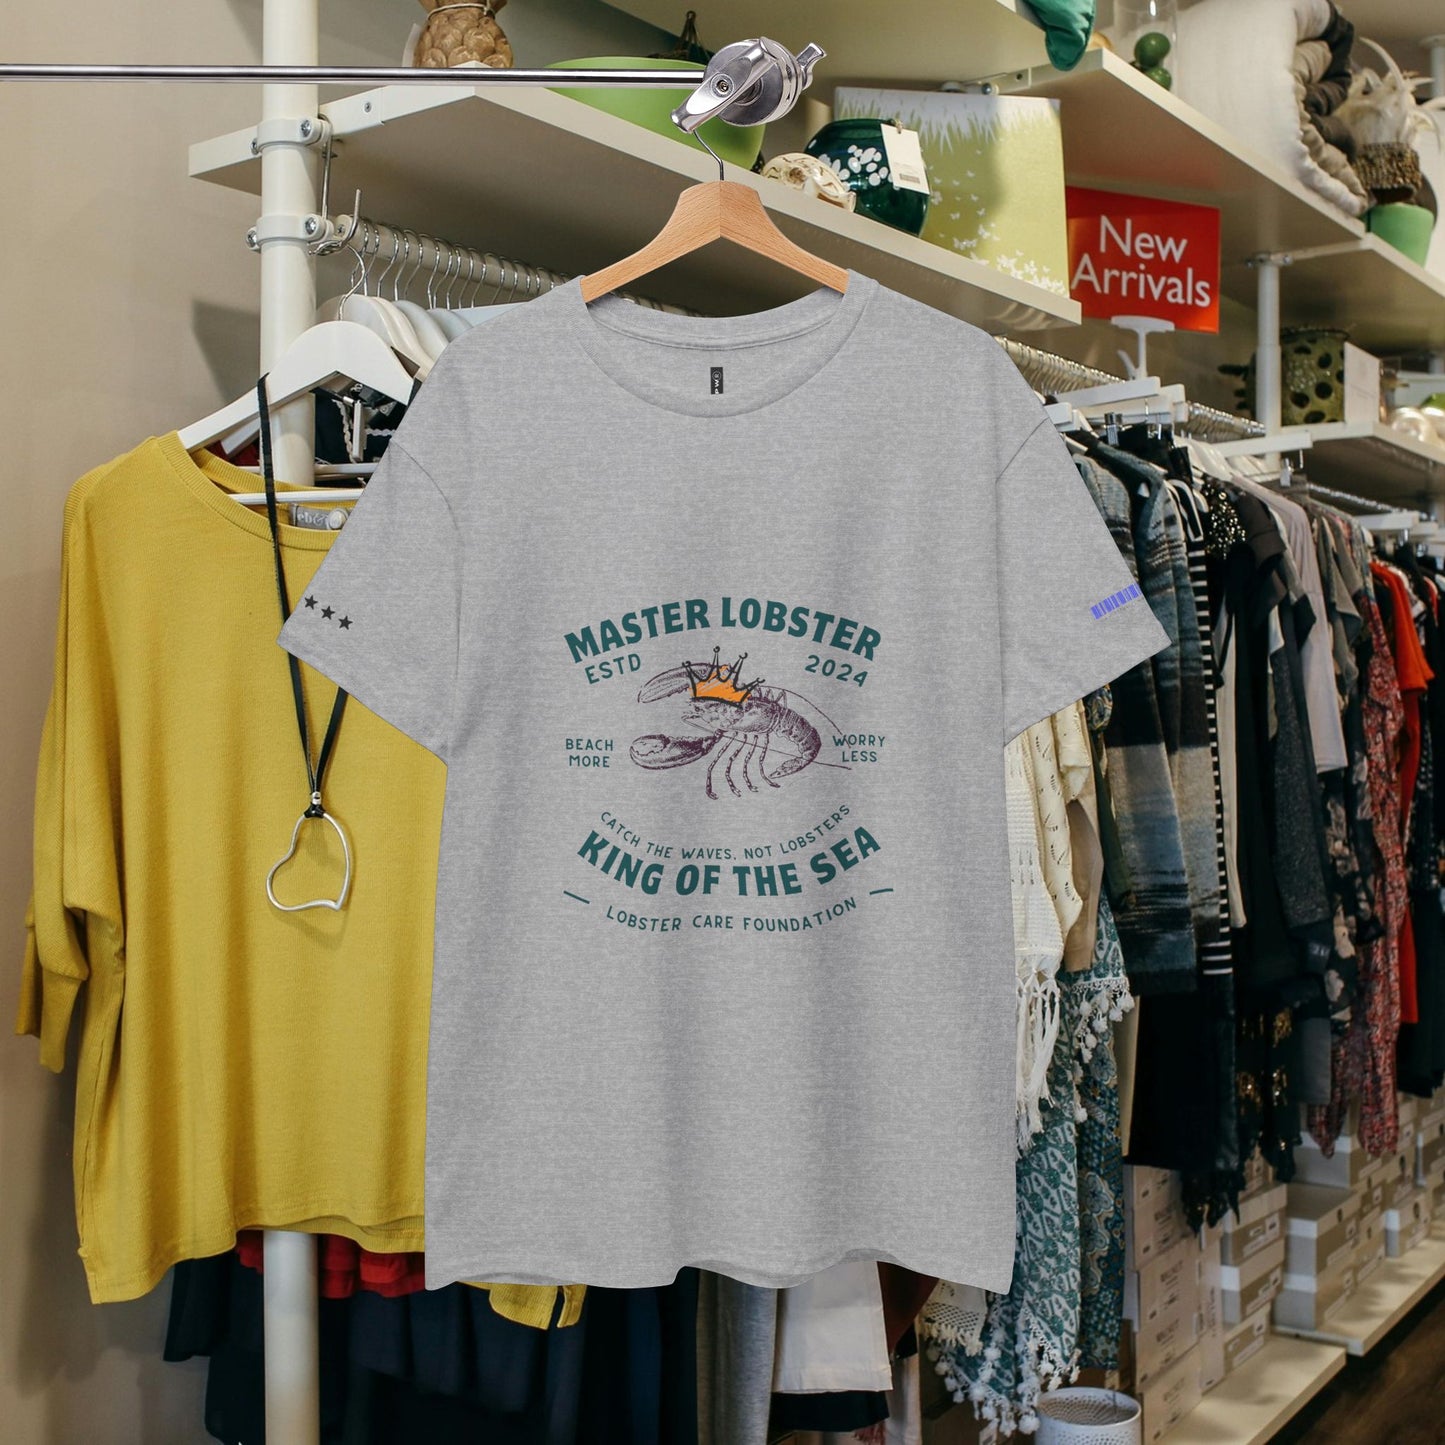 New
Arrivals
MASTER LOBSTER
ESTD 2024
BEACH
MORE
WORRY
LESS
CATCH THE WAVES, NOT LOBSTERS
KING OF THE SEA
LOBSTER CARE FOUNDATION